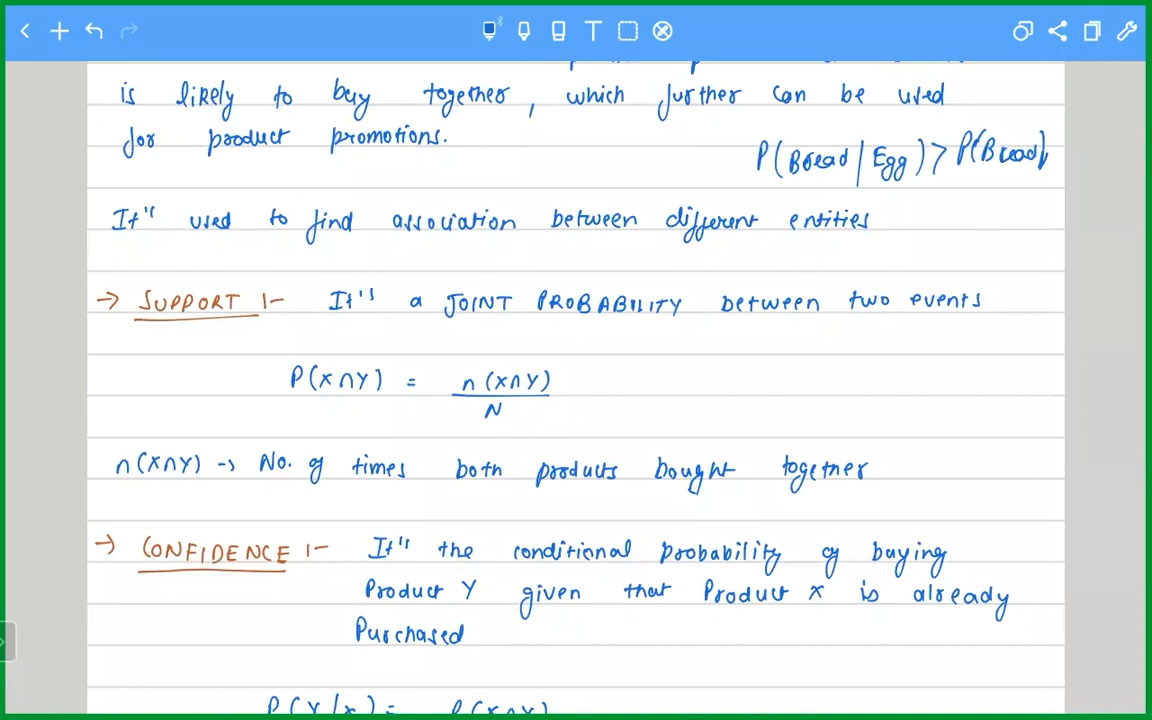 is likely to buy together, which further can be used
for product promotions.
P(Bread | Egg) > P(Bread)
It's used to find association between different entities
→ SUPPORT :- It's a JOINT PROBABILITY between two events
P(X∩Y) = n(X∩Y)
N
n(X∩Y) → No. of times both products bought together
→ CONFIDENCE :- It's the conditional probability of buying
Product Y given that Product X is already
Purchased
P(Y/X) = P(X∩Y)